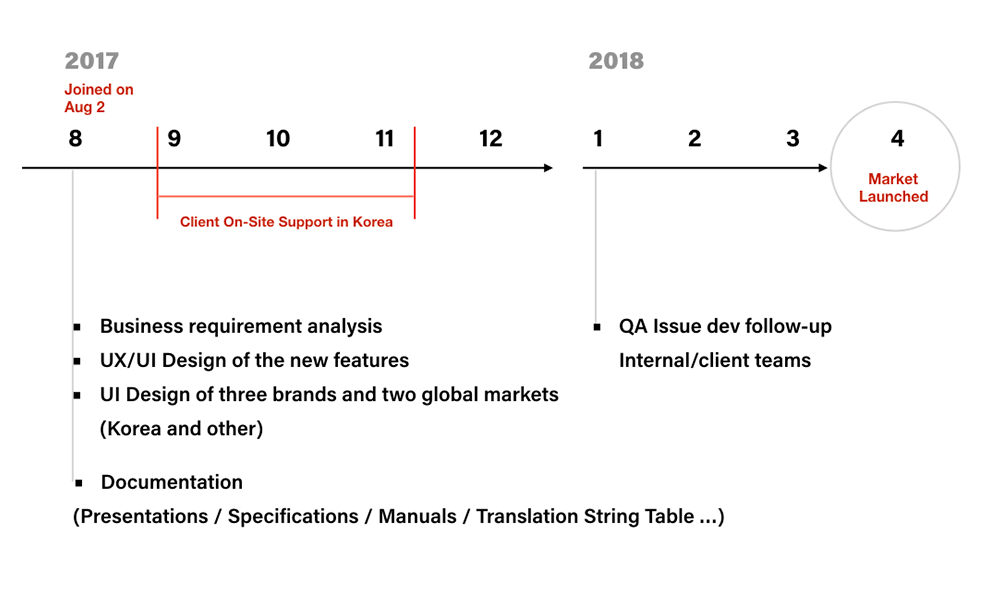 2017
2018
Joined on
Aug 2
8 9 10 11 12
1 2 3 4
Market
Launched
Client On-Site Support in Korea
▪ Business requirement analysis
▪ UX/UI Design of the new features
▪ UI Design of three brands and two global markets
(Korea and other)
▪ Documentation
(Presentations / Specifications / Manuals / Translation String Table ...)
▪ QA Issue dev follow-up
Internal/client teams